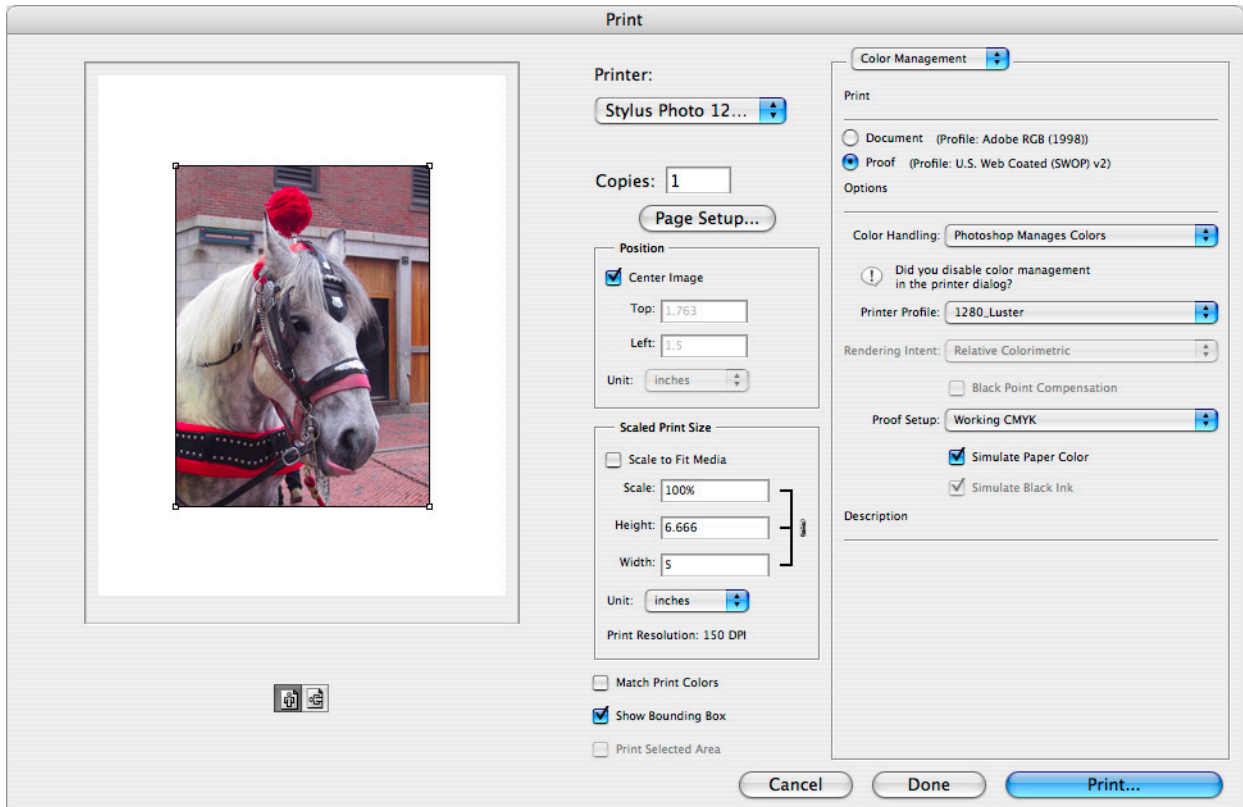 Print
Printer:
Stylus Photo 12...
Copies: 1
Page Setup...
Position
Center Image
Top: 1.763
Left: 1.5
Unit: inches
Scaled Print Size
Scale to Fit Media
Scale: 100%
Height: 6.666
Width: 5
Unit: inches
Print Resolution: 150 DPI
Match Print Colors
Show Bounding Box
Print Selected Area
Color Management
Print
Document (Profile: Adobe RGB (1998))
Proof (Profile: U.S. Web Coated (SWOP) v2)
Options
Color Handling: Photoshop Manages Colors
Did you disable color management
in the printer dialog?
Printer Profile: 1280_Luster
Rendering Intent: Relative Colorimetric
Black Point Compensation
Proof Setup: Working CMYK
Simulate Paper Color
Simulate Black Ink
Description
Cancel
Done
Print...